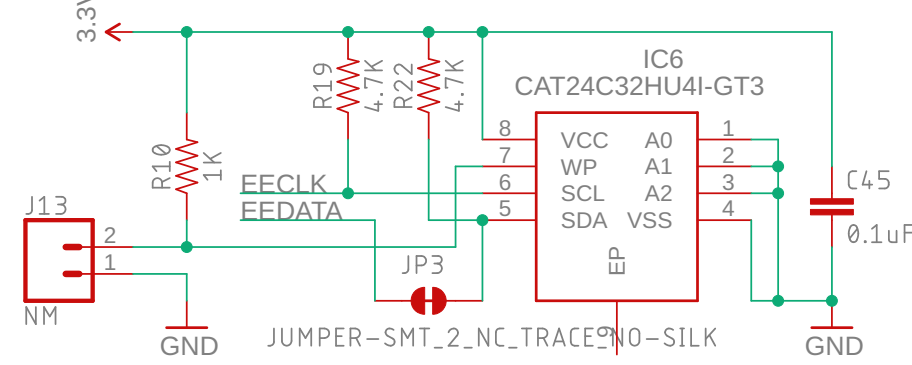 3.3V
IC6
CAT24C32HU4I-GT3
R19
4.7K
R22
4.7K
R10
1K
8
7
6
5
VCC
WP
SCL
SDA
A0
A1
A2
VSS
EP
9
1
2
3
4
C45
0.1uF
EECLK
EEDATA
J13
2
1
NM
JP3
JUMPER-SMT_2_NC_TRACE_NO-SILK
GND
GND